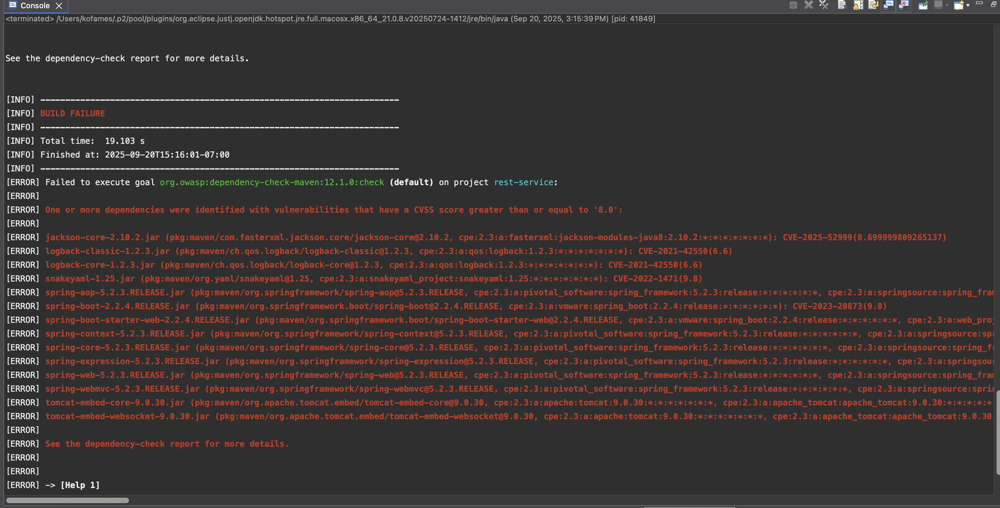 Console
<terminated> /Users/kofames/.p2/pool/plugins/org.eclipse.justj.openjdk.hotspot.jre.full.macosx.x86_64_21.0.8.v20250724-1412/jre/bin/java (Sep 20, 2025, 3:15:39 PM) [pid: 41849]
See the dependency-check report for more details.
[INFO] ------------------------------------------------------------------------
[INFO] BUILD FAILURE
[INFO] ------------------------------------------------------------------------
[INFO] Total time:  19.103 s
[INFO] Finished at: 2025-09-20T15:16:01-07:00
[INFO] ------------------------------------------------------------------------
[ERROR] Failed to execute goal org.owasp:dependency-check-maven:12.1.0:check (default) on project rest-service:
[ERROR]
[ERROR] One or more dependencies were identified with vulnerabilities that have a CVSS score greater than or equal to '8.0':
[ERROR]
[ERROR] jackson-core-2.10.2.jar (pkg:maven/com.fasterxml.jackson.core/jackson-core@2.10.2, cpe:2.3:a:fasterxml:jackson-modules-java8:2.10.2:*:*:*:*:*:*:*): CVE-2025-52999(8.699999809265137)
[ERROR] logback-classic-1.2.3.jar (pkg:maven/ch.qos.logback/logback-classic@1.2.3, cpe:2.3:a:qos:logback:1.2.3:*:*:*:*:*:*:*): CVE-2021-42550(6.6)
[ERROR] logback-core-1.2.3.jar (pkg:maven/ch.qos.logback/logback-core@1.2.3, cpe:2.3:a:qos:logback:1.2.3:*:*:*:*:*:*:*): CVE-2021-42550(6.6)
[ERROR] snakeyaml-1.25.jar (pkg:maven/org.yaml/snakeyaml@1.25, cpe:2.3:a:snakeyaml_project:snakeyaml:1.25:*:*:*:*:*:*:*): CVE-2022-1471(9.8)
[ERROR] spring-aop-5.2.3.RELEASE.jar (pkg:maven/org.springframework/spring-aop@5.2.3.RELEASE, cpe:2.3:a:pivotal_software:spring_framework:5.2.3:release:*:*:*:*:*:*, cpe:2.3:a:springsource:spring_fram
[ERROR] spring-boot-2.2.4.RELEASE.jar (pkg:maven/org.springframework.boot/spring-boot@2.2.4.RELEASE, cpe:2.3:a:vmware:spring_boot:2.2.4:release:*:*:*:*:*:*): CVE-2023-20873(9.8)
[ERROR] spring-boot-starter-web-2.2.4.RELEASE.jar (pkg:maven/org.springframework.boot/spring-boot-starter-web@2.2.4.RELEASE, cpe:2.3:a:vmware:spring_boot:2.2.4:release:*:*:*:*:*:*, cpe:2.3:a:web_proj
[ERROR] spring-context-5.2.3.RELEASE.jar (pkg:maven/org.springframework/spring-context@5.2.3.RELEASE, cpe:2.3:a:pivotal_software:spring_framework:5.2.3:release:*:*:*:*:*:*, cpe:2.3:a:springsource:spr
[ERROR] spring-core-5.2.3.RELEASE.jar (pkg:maven/org.springframework/spring-core@5.2.3.RELEASE, cpe:2.3:a:pivotal_software:spring_framework:5.2.3:release:*:*:*:*:*:*, cpe:2.3:a:springsource:spring_fr
[ERROR] spring-expression-5.2.3.RELEASE.jar (pkg:maven/org.springframework/spring-expression@5.2.3.RELEASE, cpe:2.3:a:pivotal_software:spring_framework:5.2.3:release:*:*:*:*:*:*, cpe:2.3:a:springsour
[ERROR] spring-web-5.2.3.RELEASE.jar (pkg:maven/org.springframework/spring-web@5.2.3.RELEASE, cpe:2.3:a:pivotal_software:spring_framework:5.2.3:release:*:*:*:*:*:*, cpe:2.3:a:springsource:spring_fram
[ERROR] spring-webmvc-5.2.3.RELEASE.jar (pkg:maven/org.springframework/spring-webmvc@5.2.3.RELEASE, cpe:2.3:a:pivotal_software:spring_framework:5.2.3:release:*:*:*:*:*:*, cpe:2.3:a:springsource:sprin
[ERROR] tomcat-embed-core-9.0.30.jar (pkg:maven/org.apache.tomcat.embed/tomcat-embed-core@9.0.30, cpe:2.3:a:apache:tomcat:9.0.30:*:*:*:*:*:*:*, cpe:2.3:a:apache_tomcat:apache_tomcat:9.0.30:*:*:*:*:*
[ERROR] tomcat-embed-websocket-9.0.30.jar (pkg:maven/org.apache.tomcat.embed/tomcat-embed-websocket@9.0.30, cpe:2.3:a:apache:tomcat:9.0.30:*:*:*:*:*:*:*, cpe:2.3:a:apache_tomcat:apache_tomcat:9.0.30:
[ERROR]
[ERROR] See the dependency-check report for more details.
[ERROR]
[ERROR]
[ERROR] -> [Help 1]